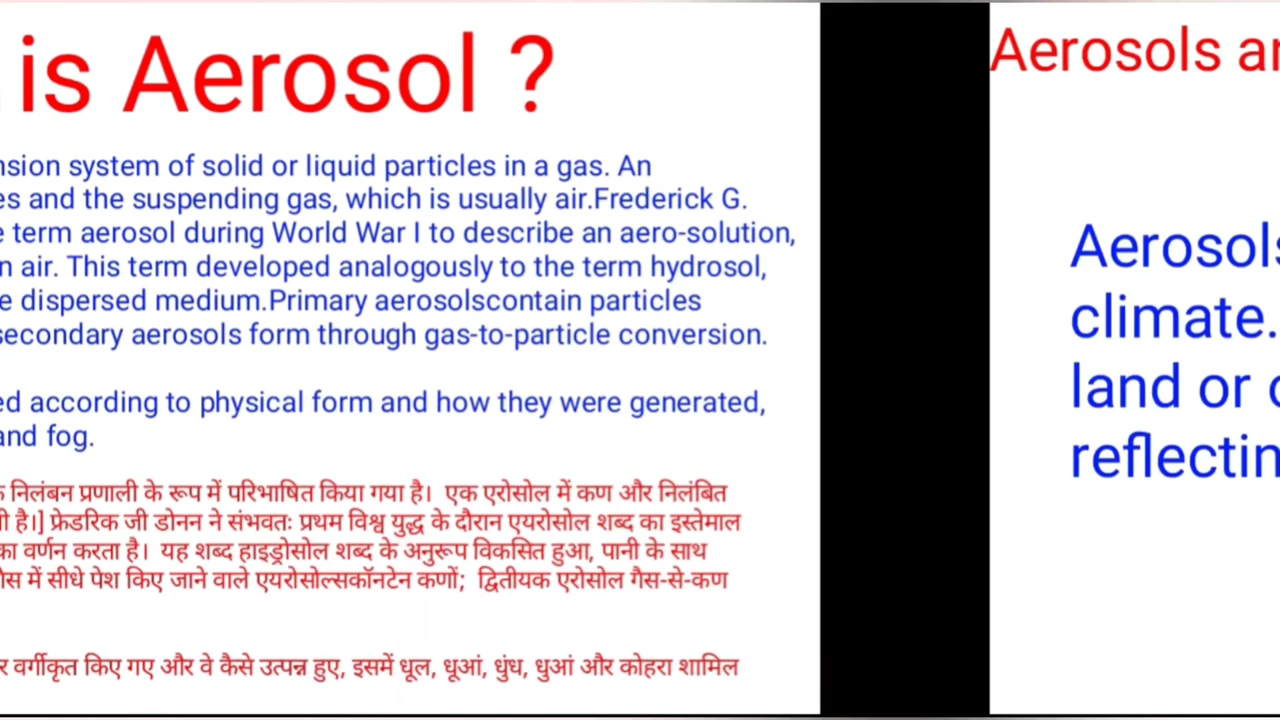 is Aerosol ?
nsion system of solid or liquid particles in a gas. An
es and the suspending gas, which is usually air.Frederick G.
e term aerosol during World War I to describe an aero-solution,
n air. This term developed analogously to the term hydrosol,
e dispersed medium.Primary aerosolscontain particles
secondary aerosols form through gas-to-particle conversion.
ed according to physical form and how they were generated,
and fog.
निलंबन प्रणाली के रूप में परिभाषित किया गया है। एक एरोसोल में कण और निलंबित
ी है।] फ्रेडरिक जी डोनन ने संभवतः प्रथम विश्व युद्ध के दौरान एयरोसोल शब्द का इस्तेमाल
का वर्णन करता है। यह शब्द हाइड्रोसोल शब्द के अनुरूप विकसित हुआ, पानी के साथ
ैस में सीधे पेश किए जाने वाले एयरोसोल्सकॉनटेन कणों; द्वितीयक एरोसोल गैस-से-कण
र वर्गीकृत किए गए और वे कैसे उत्पन्न हुए, इसमें धूल, धूआं, धुंध, धुआं और कोहरा शामिल
Aerosols ar
Aerosols
climate.
land or o
reflectin